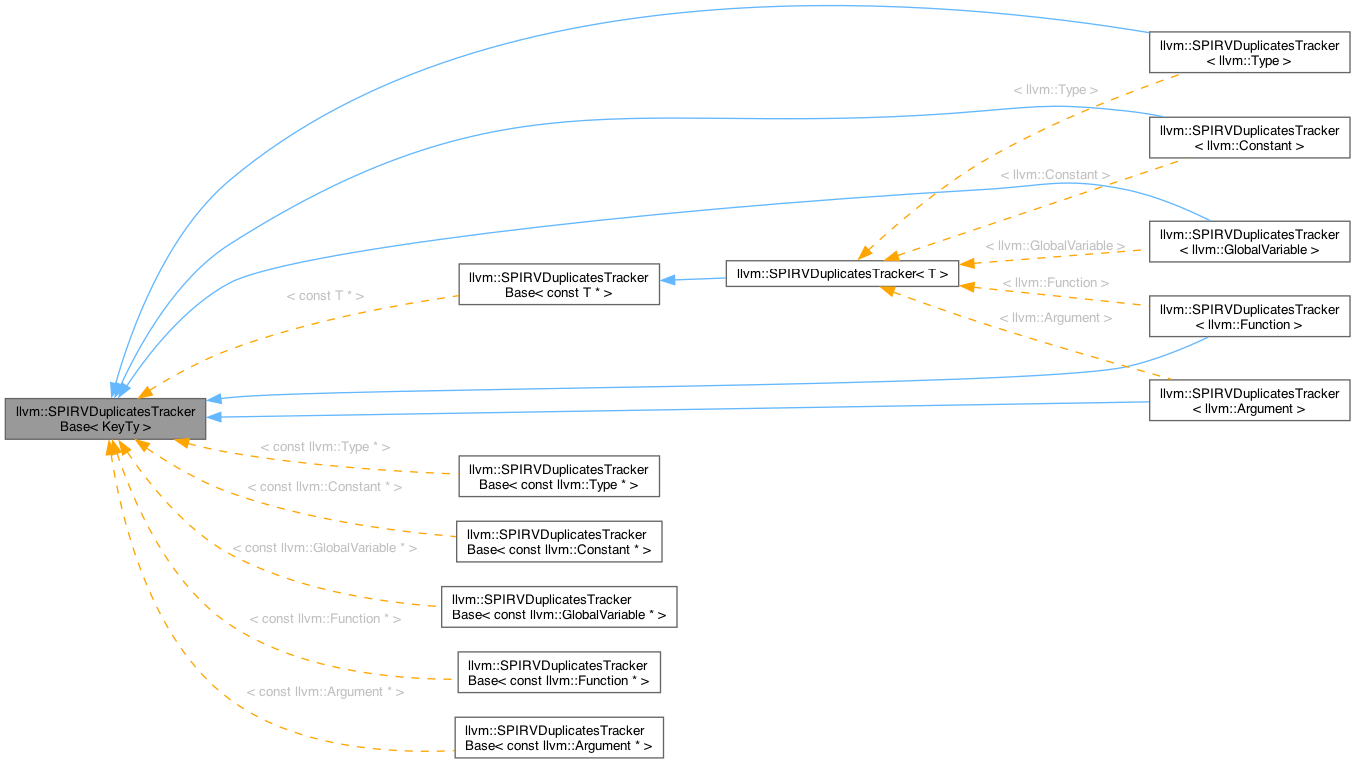 llvm::SPIRVDuplicatesTracker
< llvm::Type >
< llvm::Type >
llvm::SPIRVDuplicatesTracker
< llvm::Constant >
< llvm::Constant >
llvm::SPIRVDuplicatesTracker
< llvm::GlobalVariable >
< llvm::GlobalVariable >
llvm::SPIRVDuplicatesTracker< T >
llvm::SPIRVDuplicatesTracker
Base< const T * >
< const T * >
< llvm::Function >
llvm::SPIRVDuplicatesTracker
< llvm::Function >
< llvm::Argument >
llvm::SPIRVDuplicatesTracker
< llvm::Argument >
llvm::SPIRVDuplicatesTracker
Base< KeyTy >
< const llvm::Type * >
llvm::SPIRVDuplicatesTracker
Base< const llvm::Type * >
< const llvm::Constant * >
llvm::SPIRVDuplicatesTracker
Base< const llvm::Constant * >
< const llvm::GlobalVariable * >
llvm::SPIRVDuplicatesTracker
Base< const llvm::GlobalVariable * >
< const llvm::Function * >
llvm::SPIRVDuplicatesTracker
Base< const llvm::Function * >
< const llvm::Argument * >
llvm::SPIRVDuplicatesTracker
Base< const llvm::Argument * >